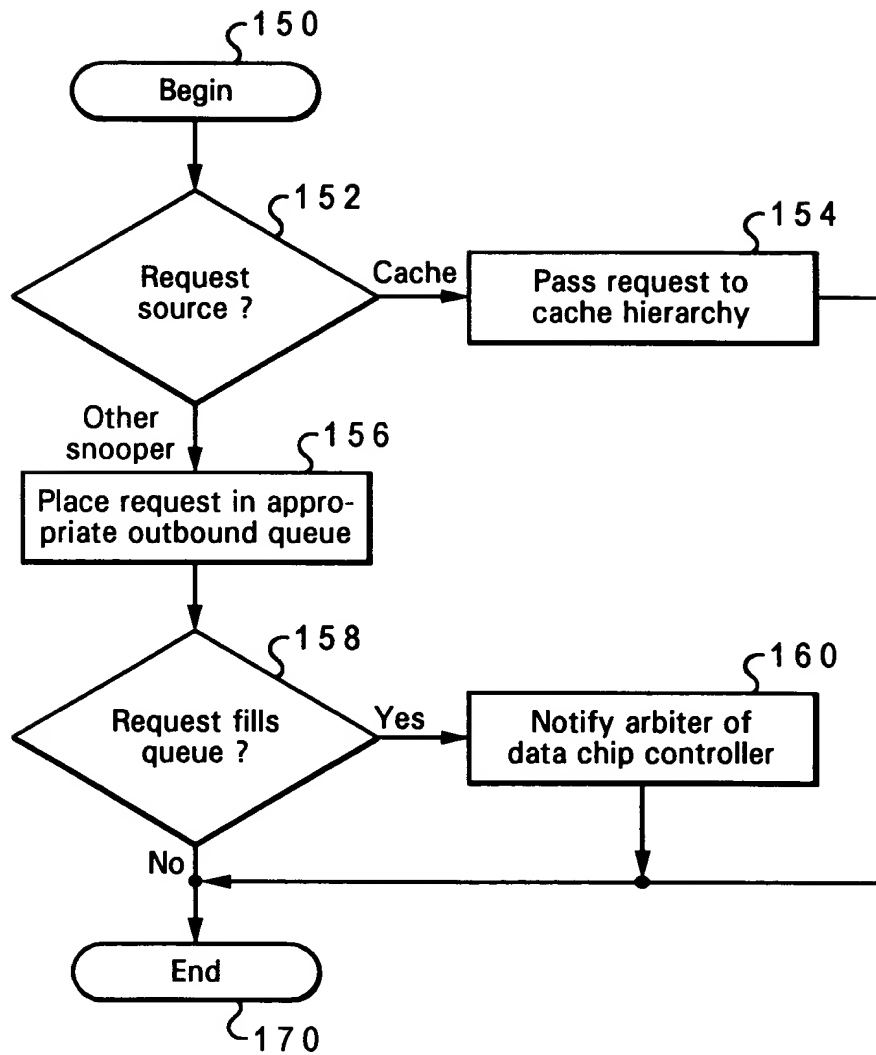 150
Begin
152
Request
source ?
Cache
154
Pass request to
cache hierarchy
Other
snooper
156
Place request in appro-
priate outbound queue
158
Request fills
queue ?
Yes
160
Notify arbiter of
data chip controller
No
End
170